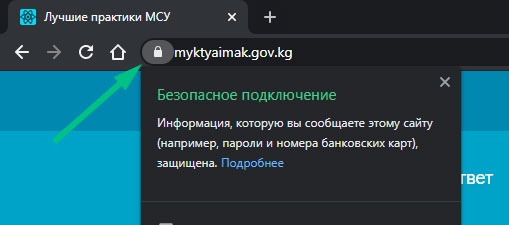 Лучшие практики МСУ
myktyaimak.gov.kg
Безопасное подключение
Информация, которую вы сообщаете этому сайту
(например, пароли и номера банковских карт),
защищена. Подробнее